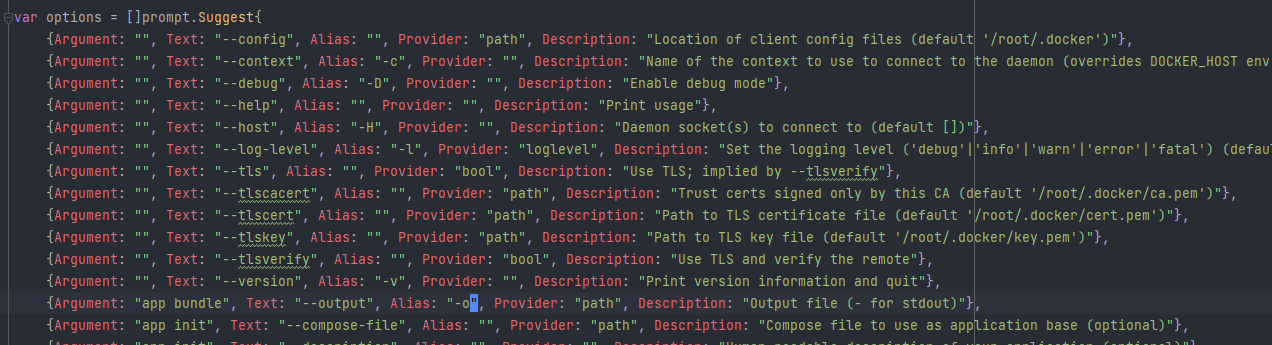 var options = []prompt.Suggest{
{Argument: "", Text: "--config", Alias: "", Provider: "path", Description: "Location of client config files (default '/root/.docker')"},
{Argument: "", Text: "--context", Alias: "-c", Provider: "", Description: "Name of the context to use to connect to the daemon (overrides DOCKER_HOST env
{Argument: "", Text: "--debug", Alias: "-D", Provider: "", Description: "Enable debug mode"},
{Argument: "", Text: "--help", Alias: "", Provider: "", Description: "Print usage"},
{Argument: "", Text: "--host", Alias: "-H", Provider: "", Description: "Daemon socket(s) to connect to (default [])"},
{Argument: "", Text: "--log-level", Alias: "-l", Provider: "loglevel", Description: "Set the logging level ('debug'|'info'|'warn'|'error'|'fatal') (defau
{Argument: "", Text: "--tls", Alias: "", Provider: "bool", Description: "Use TLS; implied by --tlsverify"},
{Argument: "", Text: "--tlscacert", Alias: "", Provider: "path", Description: "Trust certs signed only by this CA (default '/root/.docker/ca.pem')"},
{Argument: "", Text: "--tlscert", Alias: "", Provider: "path", Description: "Path to TLS certificate file (default '/root/.docker/cert.pem')"},
{Argument: "", Text: "--tlskey", Alias: "", Provider: "path", Description: "Path to TLS key file (default '/root/.docker/key.pem')"},
{Argument: "", Text: "--tlsverify", Alias: "", Provider: "bool", Description: "Use TLS and verify the remote"},
{Argument: "", Text: "--version", Alias: "-v", Provider: "", Description: "Print version information and quit"},
{Argument: "app bundle", Text: "--output", Alias: "-o", Provider: "path", Description: "Output file (- for stdout)"},
{Argument: "app init", Text: "--compose-file", Alias: "", Provider: "path", Description: "Compose file to use as application base (optional)"},